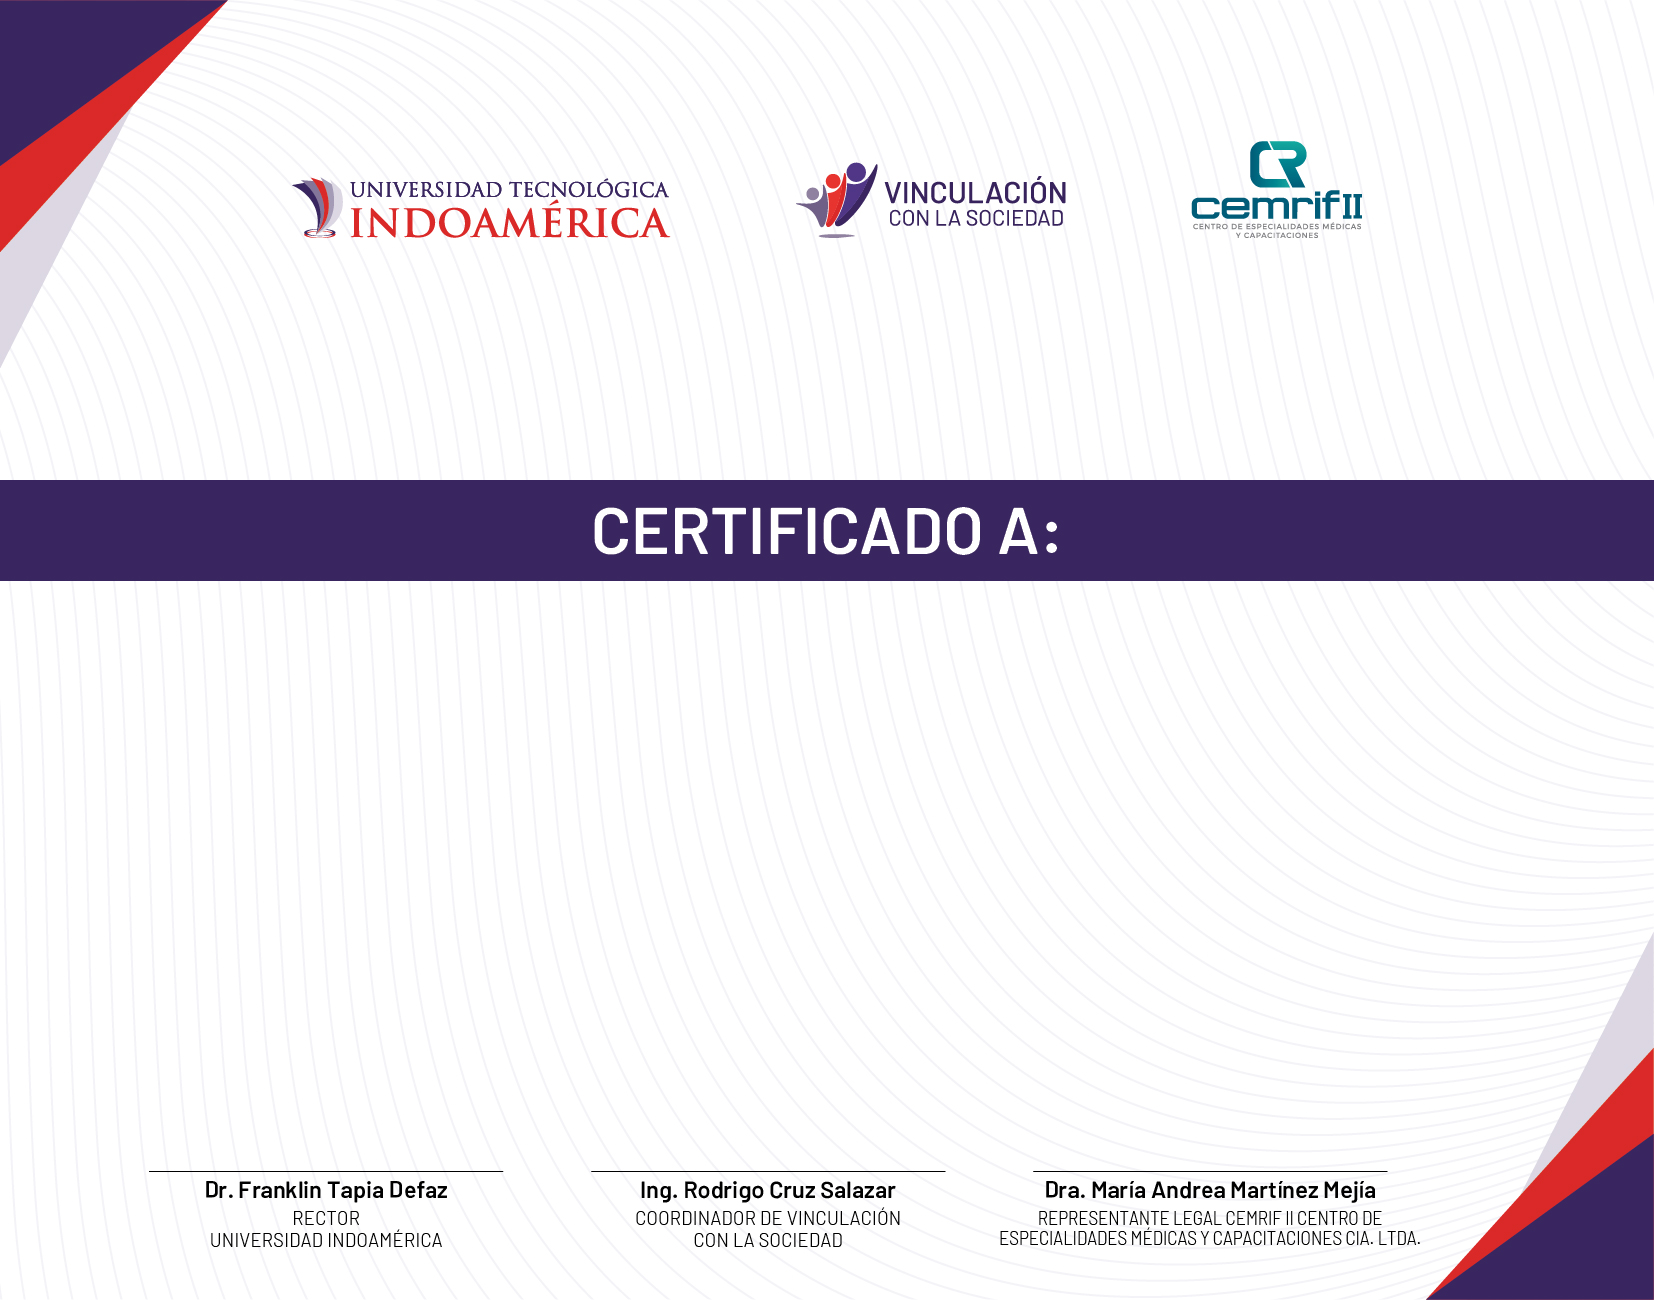 UNIVERSIDAD TECNOLÓGICA
INDOAMÉRICA
VINCULACIÓN
CON LA SOCIEDAD
CR
cemrif II
CENTRO DE ESPECIALIDADES MÉDICAS
Y CAPACITACIONES
CERTIFICADO A:
Dr. Franklin Tapia Defaz
RECTOR
UNIVERSIDAD INDOAMÉRICA
Ing. Rodrigo Cruz Salazar
COORDINADOR DE VINCULACIÓN
CON LA SOCIEDAD
Dra. María Andrea Martínez Mejía
REPRESENTANTE LEGAL CEMRIF II CENTRO DE
ESPECIALIDADES MÉDICAS Y CAPACITACIONES CIA. LTDA.